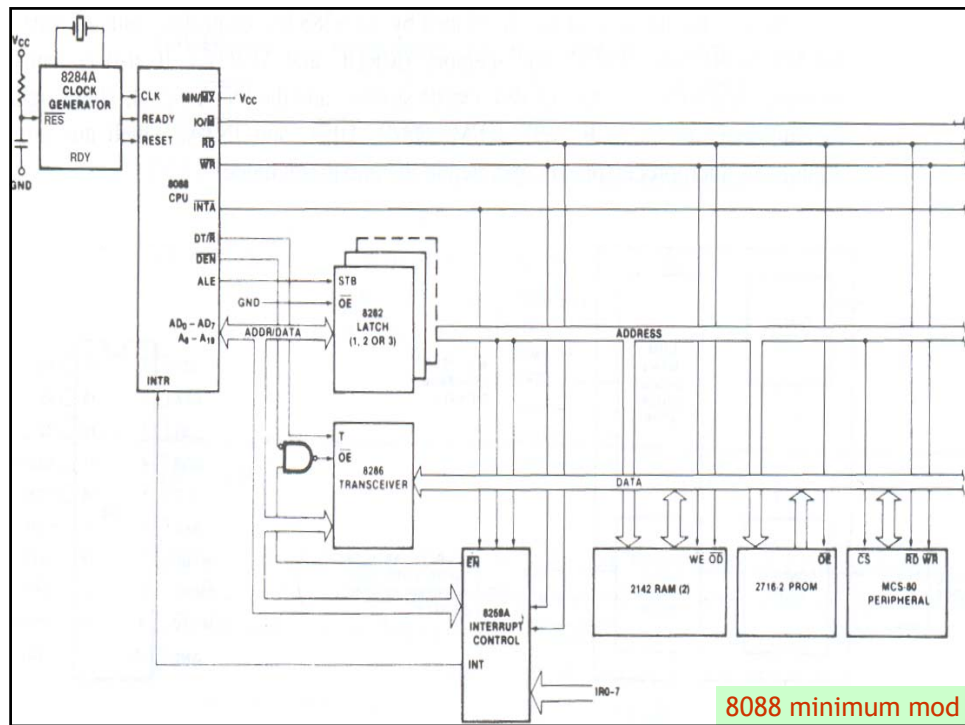 VCC
8284A
CLOCK
GENERATOR
RES
RDY
GND
CLK
READY
RESET
MN/MX
VCC
IO/M
RD
WR
8088
CPU
INTA
DT/R
DEN
ALE
AD0 – AD7
A8 – A19
INTR
GND
ADDR/DATA
STB
OE
8282
LATCH
(1, 2 OR 3)
ADDRESS
T
OE
8286
TRANSCEIVER
DATA
EN
8259A
INTERRUPT
CONTROL
INT
IR0-7
WE OD
2142 RAM (2)
OE
2716-2 PROM
CS RD WR
MCS-80
PERIPHERAL
8088 minimum mod